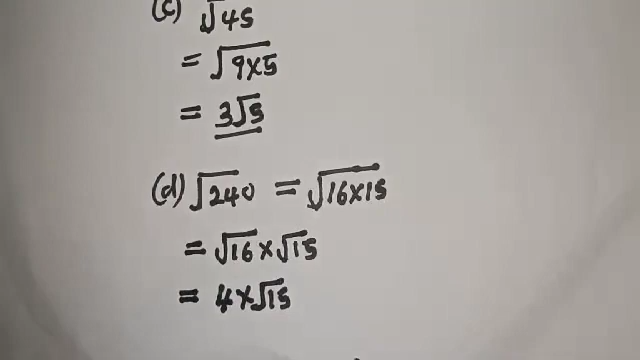 (c) √45
= √9×5
= 3√5
(d) √240 = √16×15
= √16 × √15
= 4×√15